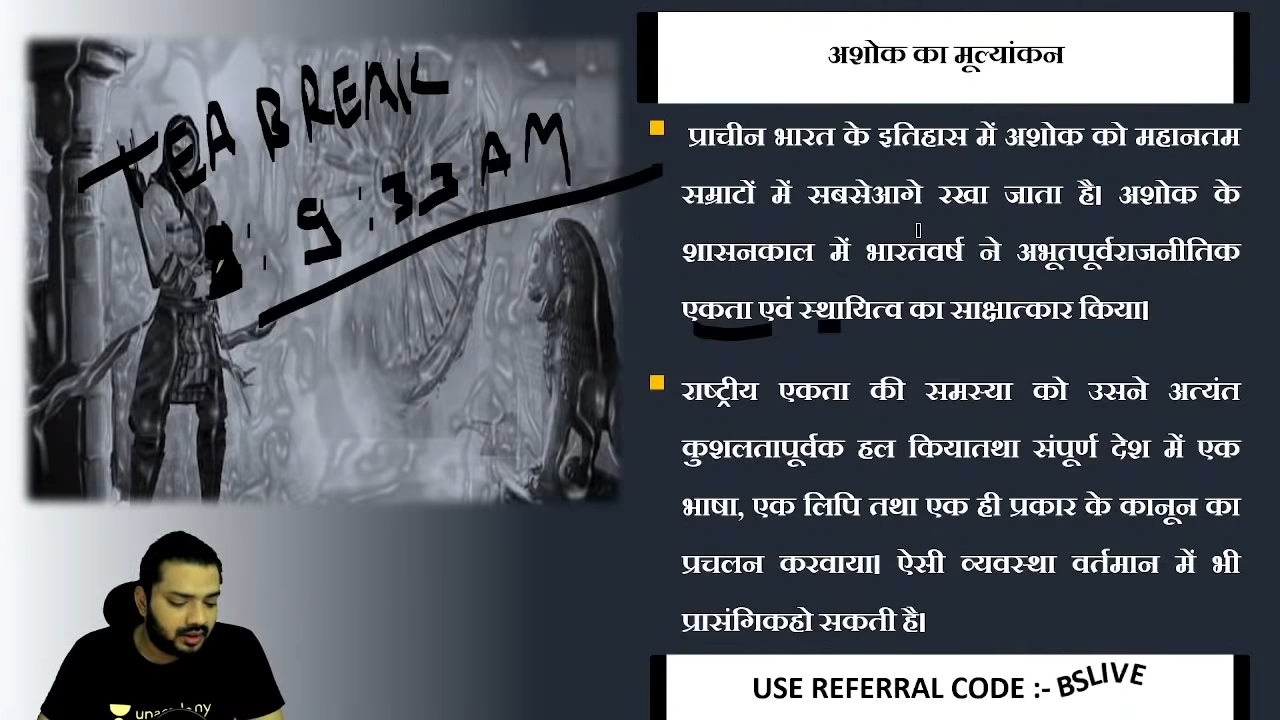 अशोक का मूल्यांकन
प्राचीन भारत के इतिहास में अशोक को महानतम
सम्राटों में सबसेआगे रखा जाता है। अशोक के
शासनकाल में भारतवर्ष ने अभूतपूर्वराजनीतिक
एकता एवं स्थायित्व का साक्षात्कार किया।
राष्ट्रीय एकता की समस्या को उसने अत्यंत
कुशलतापूर्वक हल कियातथा संपूर्ण देश में एक
भाषा, एक लिपि तथा एक ही प्रकार के कानून का
प्रचलन करवाया। ऐसी व्यवस्था वर्तमान में भी
प्रासंगिकहो सकती है।
USE REFERRAL CODE :- BSLIVE
TEA BREAK
: 9:33 AM
unacademy